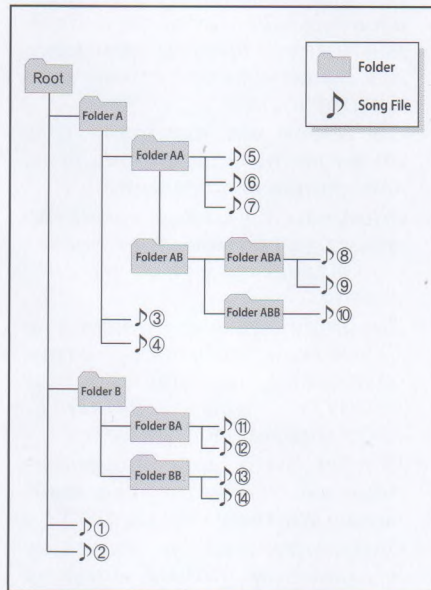 Folder
Song File
Root
Folder A
Folder AA
⑤
⑥
⑦
Folder AB
Folder ABA
⑧
⑨
Folder ABB
⑩
③
④
Folder B
Folder BA
⑪
⑫
Folder BB
⑬
⑭
①
②